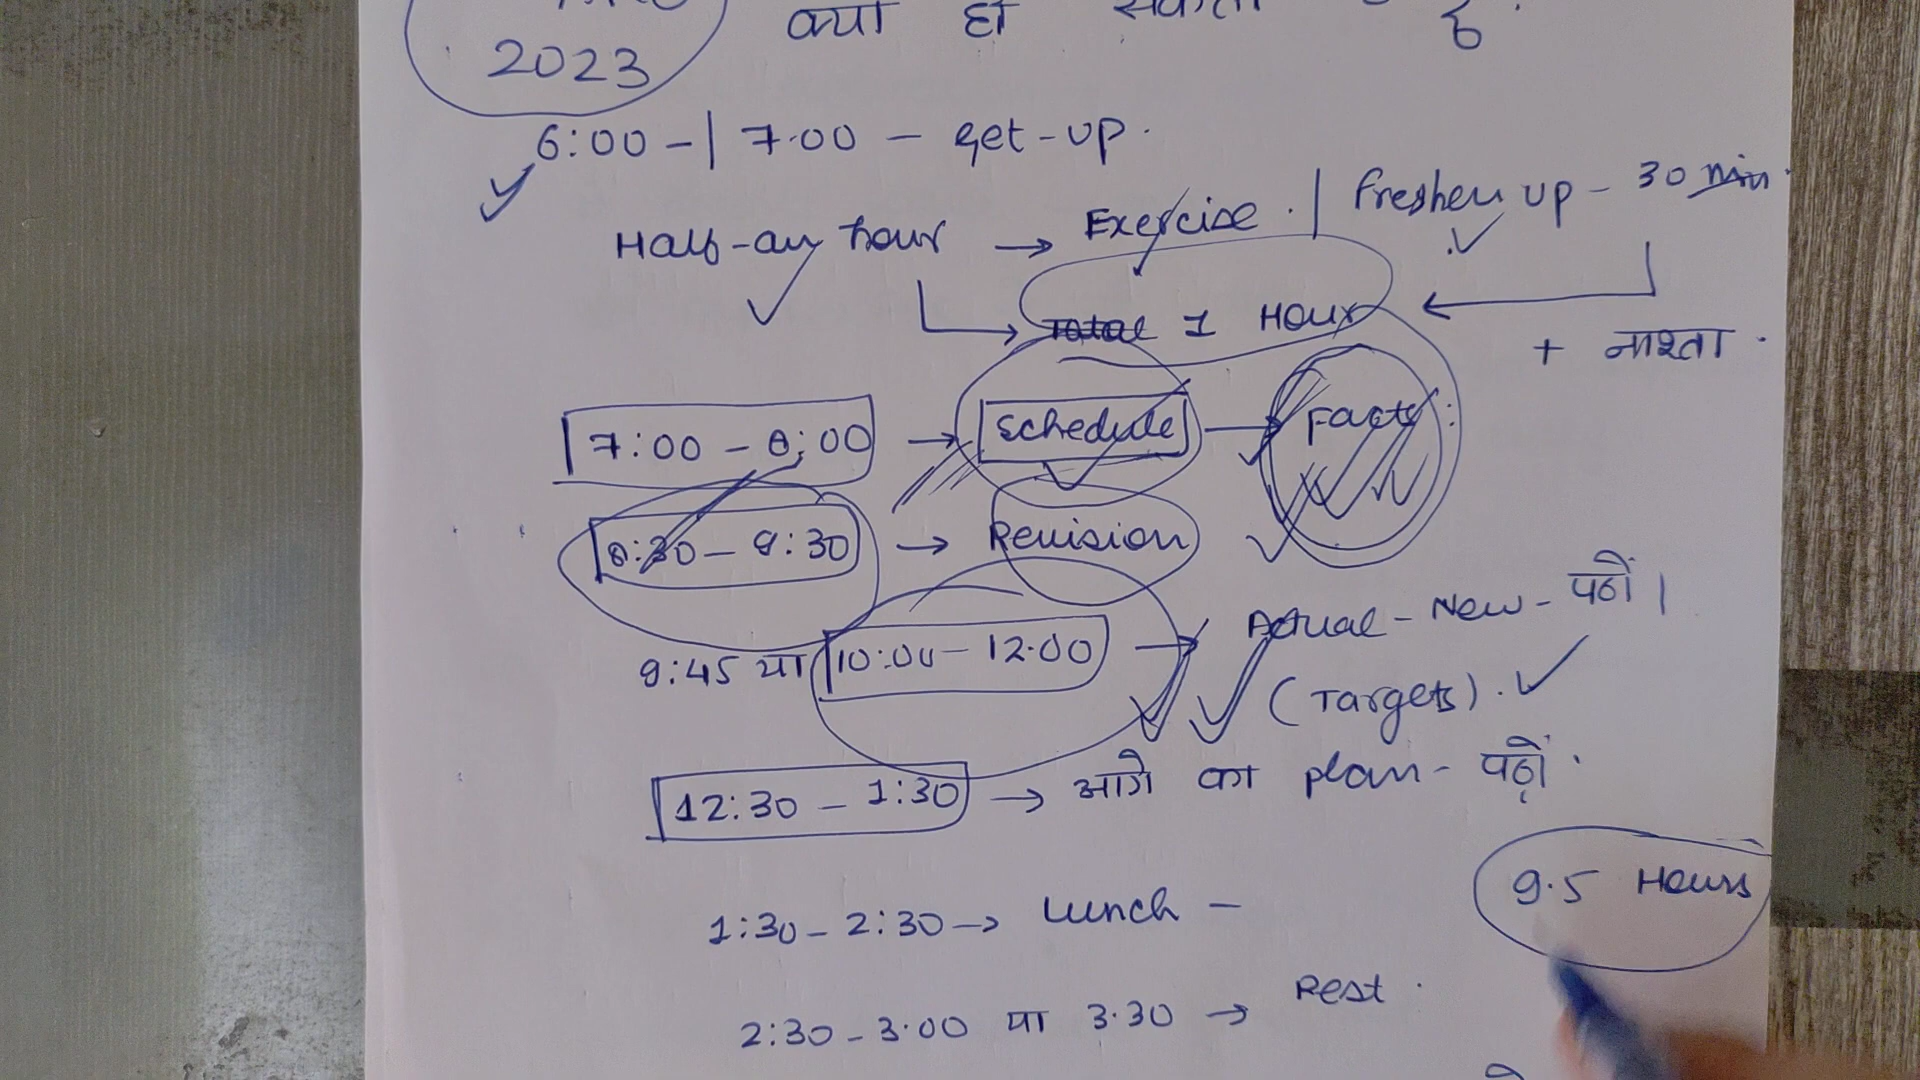 2023
क्या हो सकता है
6:00 - | 7.00 - get-up.
Half-an hour → Exercise. | Freshen up - 30 min.
Total 1 Hour
+ नाश्ता.
7:00 - 8:00 → Schedule → Facts:
8:30 - 9:30 → Revision
9:45 या 10:00 - 12.00 → Actual - New - पढ़ें।
(Targets).
12:30 - 1:30 → आगे का plan - पढ़ें.
9.5 Hours
1:30 - 2:30 → Lunch -
2:30 - 3.00 या 3.30 → Rest.